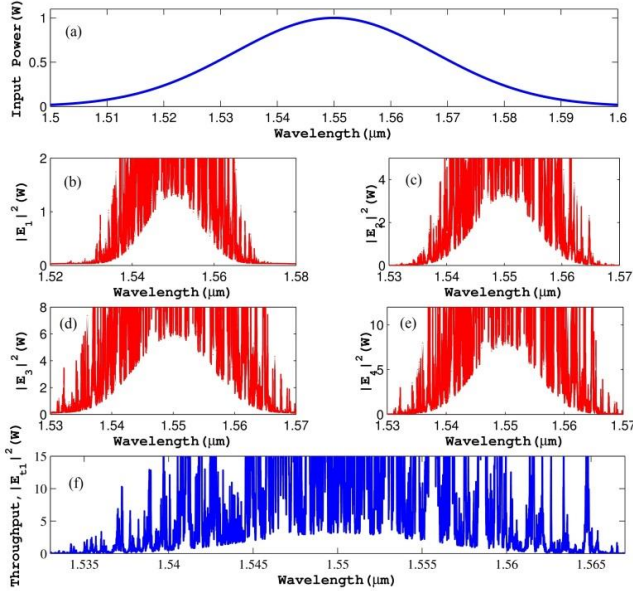 Input Power(W)
1
0.5
0
(a)
1.5 1.51 1.52 1.53 1.54 1.55 1.56 1.57 1.58 1.59 1.6
Wavelength(μm)
|E1|²(W)
2
1
0
(b)
1.52 1.54 1.56 1.58
Wavelength(μm)
|E2|²(W)
4
2
0
(c)
1.53 1.54 1.55 1.56 1.57
Wavelength(μm)
|E3|²(W)
8
6
4
2
0
(d)
1.53 1.54 1.55 1.56 1.57
Wavelength(μm)
|E4|²(W)
10
5
0
(e)
1.53 1.54 1.55 1.56 1.57
Wavelength(μm)
Throughput,|Et1|²(W)
15
10
5
0
(f)
1.535 1.54 1.545 1.55 1.555 1.56 1.565
Wavelength(μm)